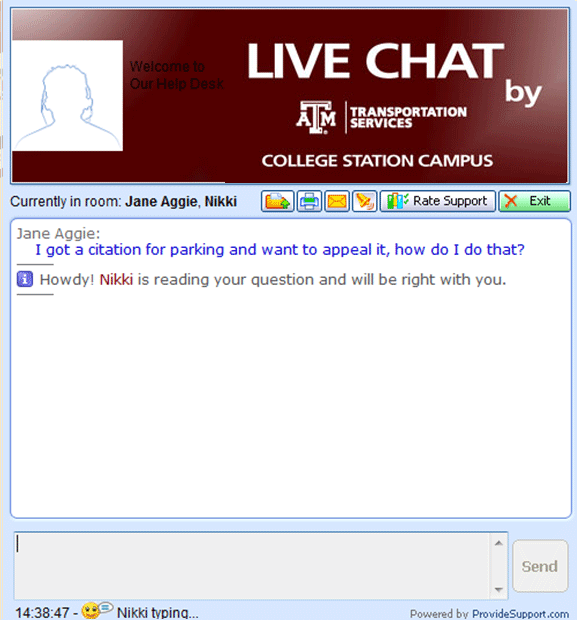 Welcome to
Our Help Desk
LIVE CHAT
by
ATM TRANSPORTATION
SERVICES
COLLEGE STATION CAMPUS
Currently in room: Jane Aggie, Nikki
Rate Support
Exit
Jane Aggie:
I got a citation for parking and want to appeal it, how do I do that?
Howdy! Nikki is reading your question and will be right with you.
Send
14:38:47 - Nikki typing...
Powered by ProvideSupport.com